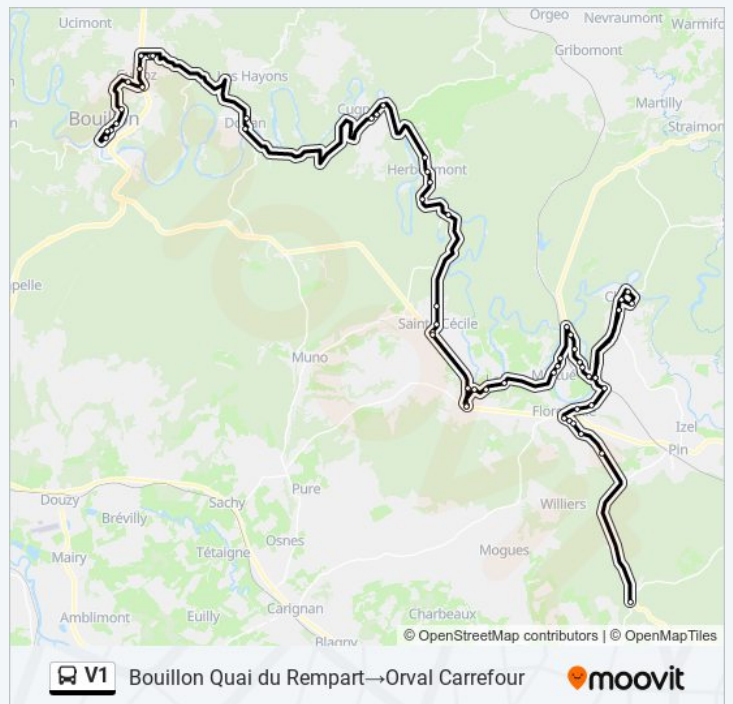 Ucimont
Orgeo
Nevraumont
Warmifo
Gribomont
Les Hayons
Martilly
Straimon
Bouillon
Dohan
Cugnon
Herbeumont
apelle
Sainte-Cécile
Muno
Florenville
Izel
Pin
Pure
Sachy
Williers
Douzy
Brévilly
Osnes
Tétaigne
Mogues
Mairy
Carignan
Charbeaux
Amblimont
Euilly
Blagny
© OpenStreetMap contributors | © OpenMapTiles
V1 Bouillon Quai du Rempart→Orval Carrefour
moovit